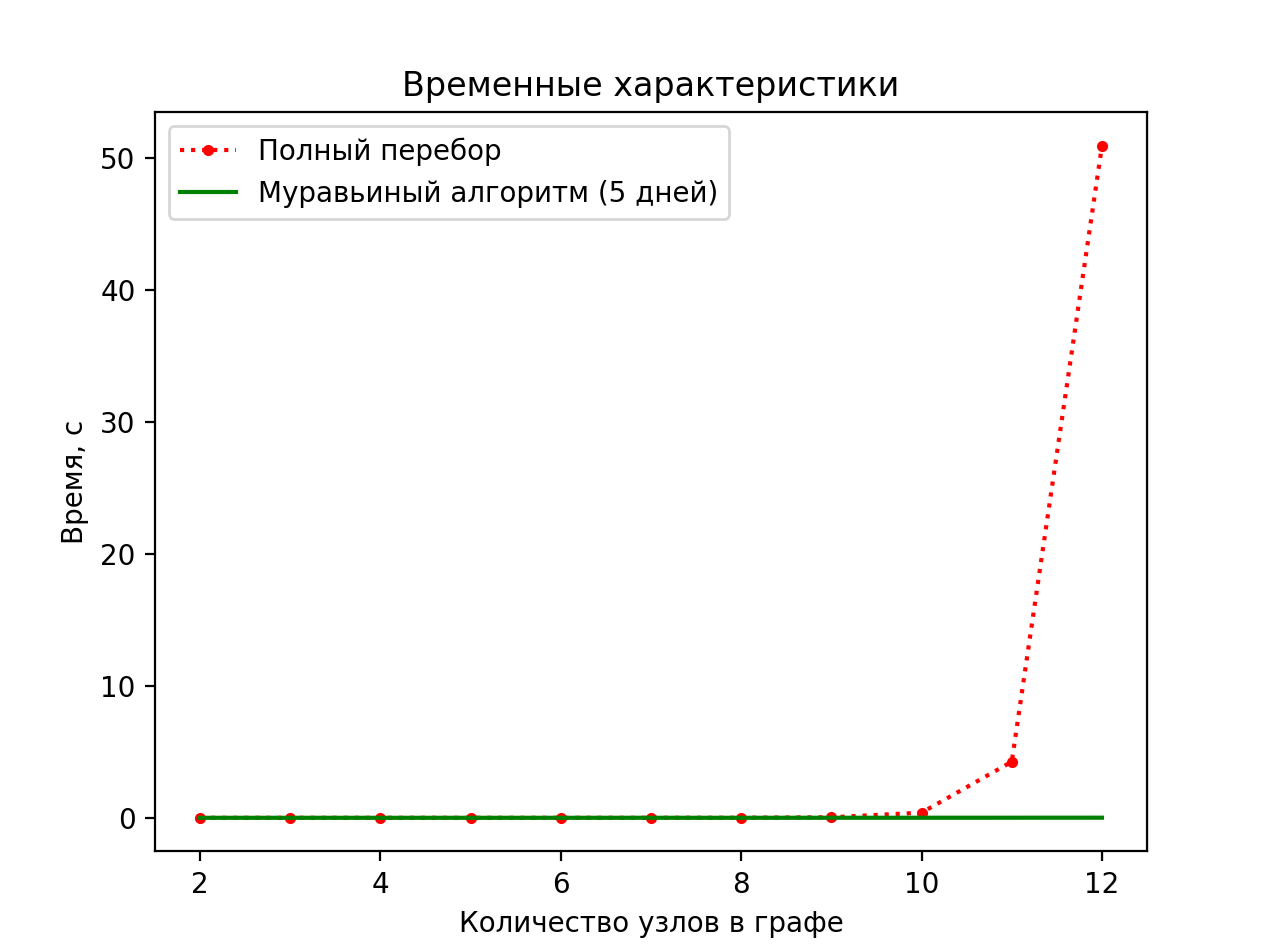 Временные характеристики
Полный перебор
Муравьиный алгоритм (5 дней)
50
40
30
20
10
0
Время, с
2 4 6 8 10 12
Количество узлов в графе